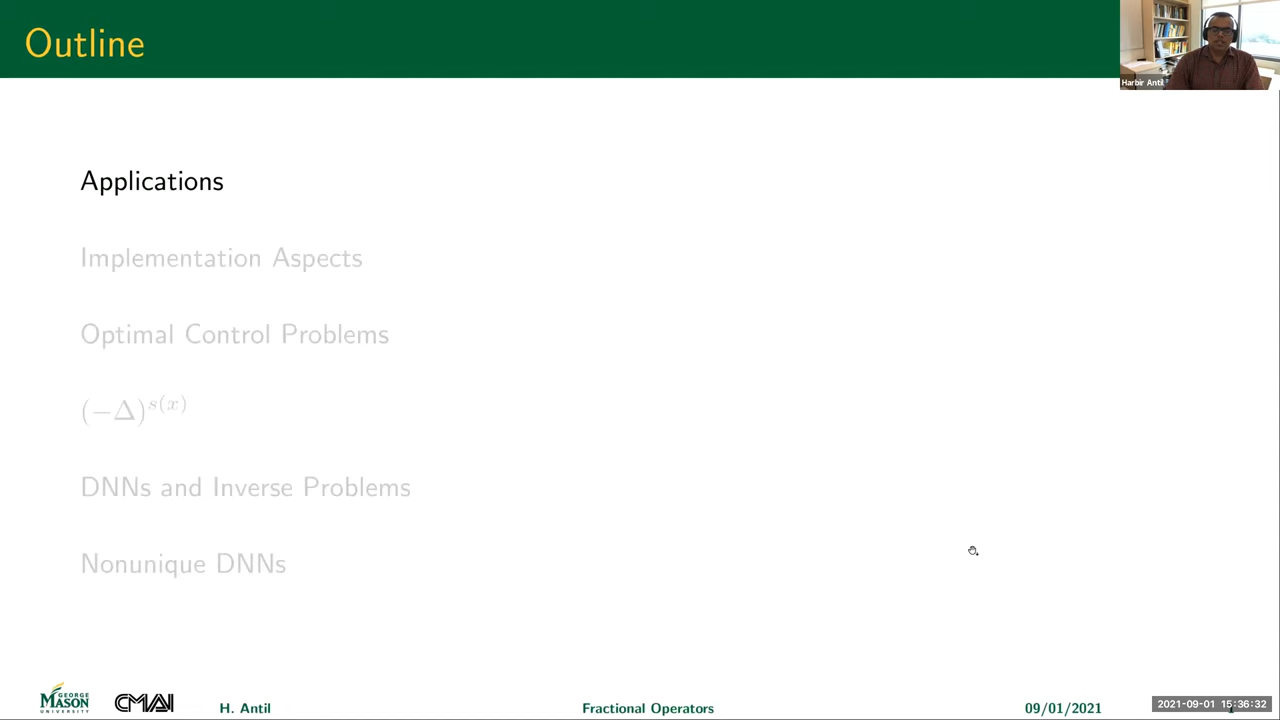 Outline
Harbir Antil
Applications
Implementation Aspects
Optimal Control Problems
(−Δ)^{s(x)}
DNNs and Inverse Problems
Nonunique DNNs
GEORGE
MASON
UNIVERSITY
CMAI
H. Antil
Fractional Operators
09/01/2021
2021-09-01 15:36:32